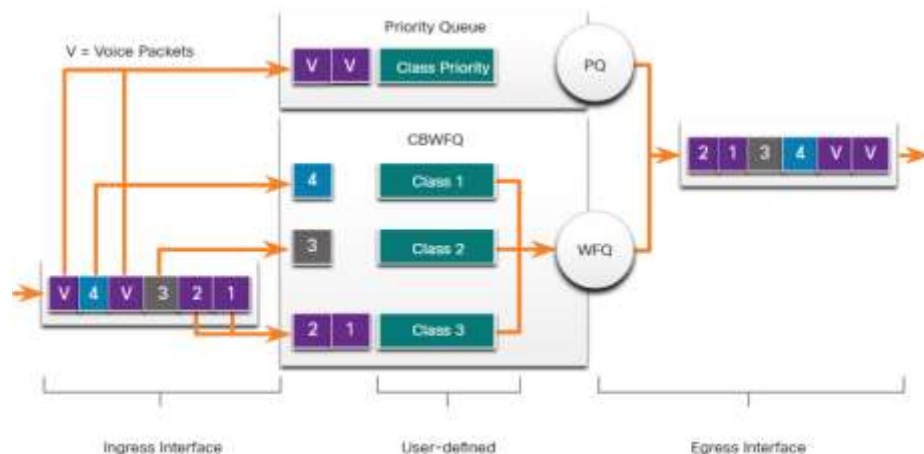 Priority Queue
V = Voice Packets
V V Class Priority PQ
CBWFQ
2 1 3 4 V V
4 Class 1
3 Class 2 WFQ
V 4 V 3 2 1
2 1 Class 3
Ingress Interface User-defined Egress Interface